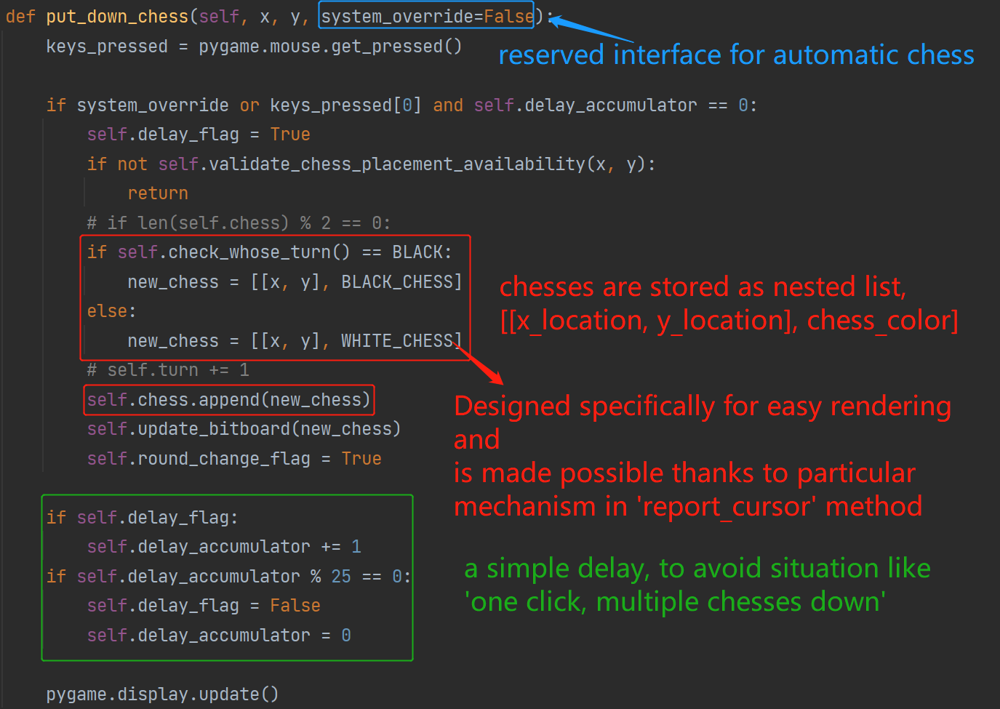 def put_down_chess(self, x, y, system_override=False):
keys_pressed = pygame.mouse.get_pressed()
reserved interface for automatic chess
if system_override or keys_pressed[0] and self.delay_accumulator == 0:
self.delay_flag = True
if not self.validate_chess_placement_availability(x, y):
return
# if len(self.chess) % 2 == 0:
if self.check_whose_turn() == BLACK:
new_chess = [[x, y], BLACK_CHESS]
else:
new_chess = [[x, y], WHITE_CHESS]
chesses are stored as nested list,
[[x_location, y_location], chess_color]
# self.turn += 1
self.chess.append(new_chess)
self.update_bitboard(new_chess)
self.round_change_flag = True
Designed specifically for easy rendering
and
is made possible thanks to particular
mechanism in 'report_cursor' method
if self.delay_flag:
self.delay_accumulator += 1
if self.delay_accumulator % 25 == 0:
self.delay_flag = False
self.delay_accumulator = 0
a simple delay, to avoid situation like
'one click, multiple chesses down'
pygame.display.update()